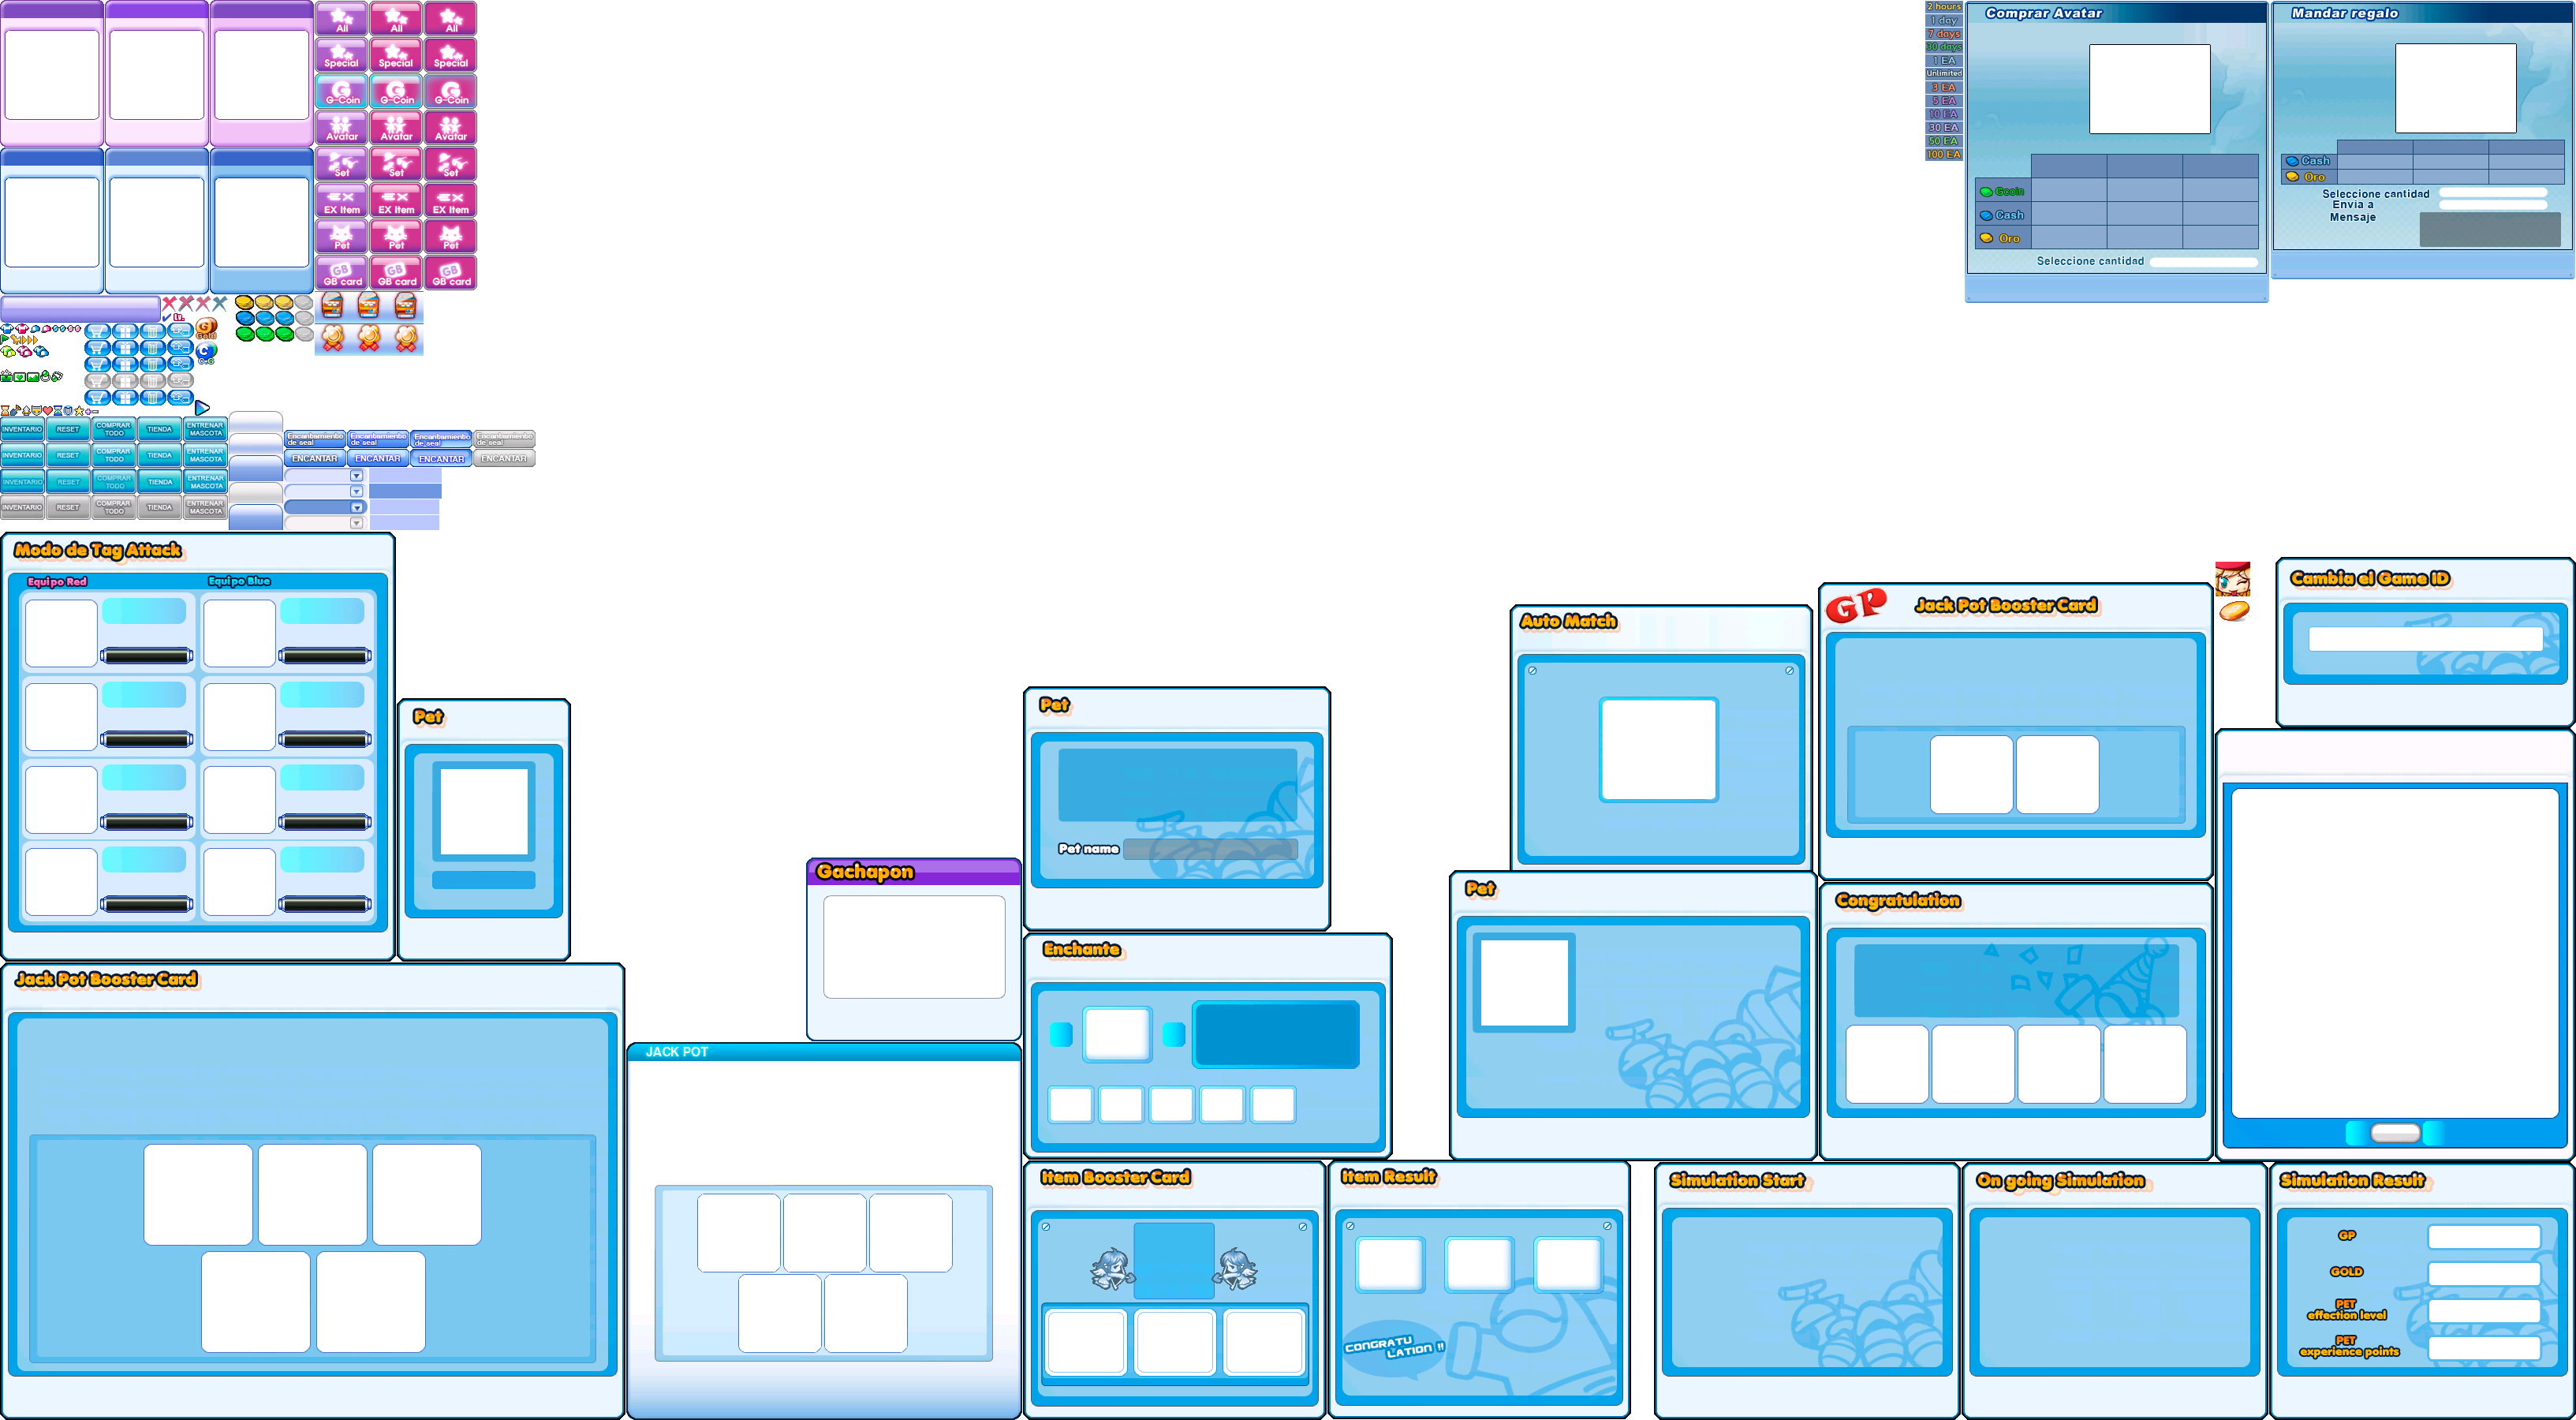 All All All
Special Special Special
G-Coin G-Coin G-Coin
Avatar Avatar Avatar
Set Set Set
EX Item EX Item EX Item
Pet Pet Pet
GB GB GB
GB card GB card GB card
Lv.
G
Gold
C
2 hours
1 day
7 days
30 days
1 EA
Unlimited
3 EA
5 EA
10 EA
30 EA
50 EA
100 EA
Comprar Avatar
Gcoin
Cash
Oro
Seleccione cantidad
Mandar regalo
Cash
Oro
Seleccione cantidad
Envia a
Mensaje
INVENTARIO RESET COMPRAR TODO TIENDA ENTRENAR MASCOTA
INVENTARIO RESET COMPRAR TODO TIENDA ENTRENAR MASCOTA
INVENTARIO RESET COMPRAR TODO TIENDA ENTRENAR MASCOTA
INVENTARIO RESET COMPRAR TODO TIENDA ENTRENAR MASCOTA
Encantamiento de seal Encantamiento de seal Encantamiento de seal Encantamiento de seal
ENCANTAR ENCANTAR ENCANTAR ENCANTAR
Modo de Tag Attack
Equipo Red Equipo Blue
Pet
Jack Pot Booster Card
JACK POT
Gachapon
Pet
Pet name
Enchante
Item Booster Card
Item Result
CONGRATU
LATION !!
Auto Match
Pet
GP
Jack Pot Booster Card
Congratulation
Cambia el Game ID
Simulation Start
On going Simulation
Simulation Result
GP
GOLD
PET
effection level
PET
experience points